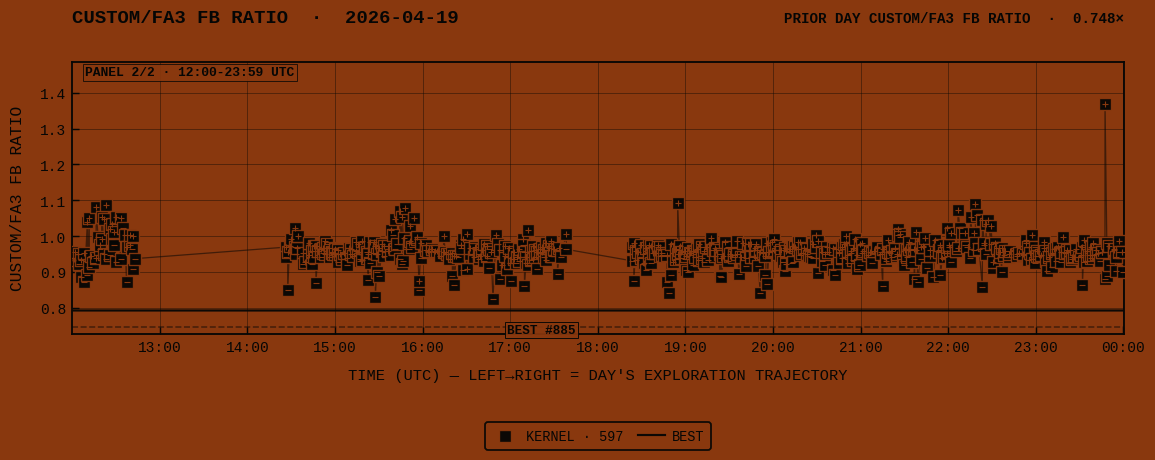 CUSTOM/FA3 FB RATIO · 2026-04-19
PRIOR DAY CUSTOM/FA3 FB RATIO · 0.748×
PANEL 2/2 · 12:00-23:59 UTC
CUSTOM/FA3 FB RATIO
1.4
1.3
1.2
1.1
1.0
0.9
0.8
BEST #885
13:00 14:00 15:00 16:00 17:00 18:00 19:00 20:00 21:00 22:00 23:00 00:00
TIME (UTC) — LEFT→RIGHT = DAY'S EXPLORATION TRAJECTORY
KERNEL · 597 BEST